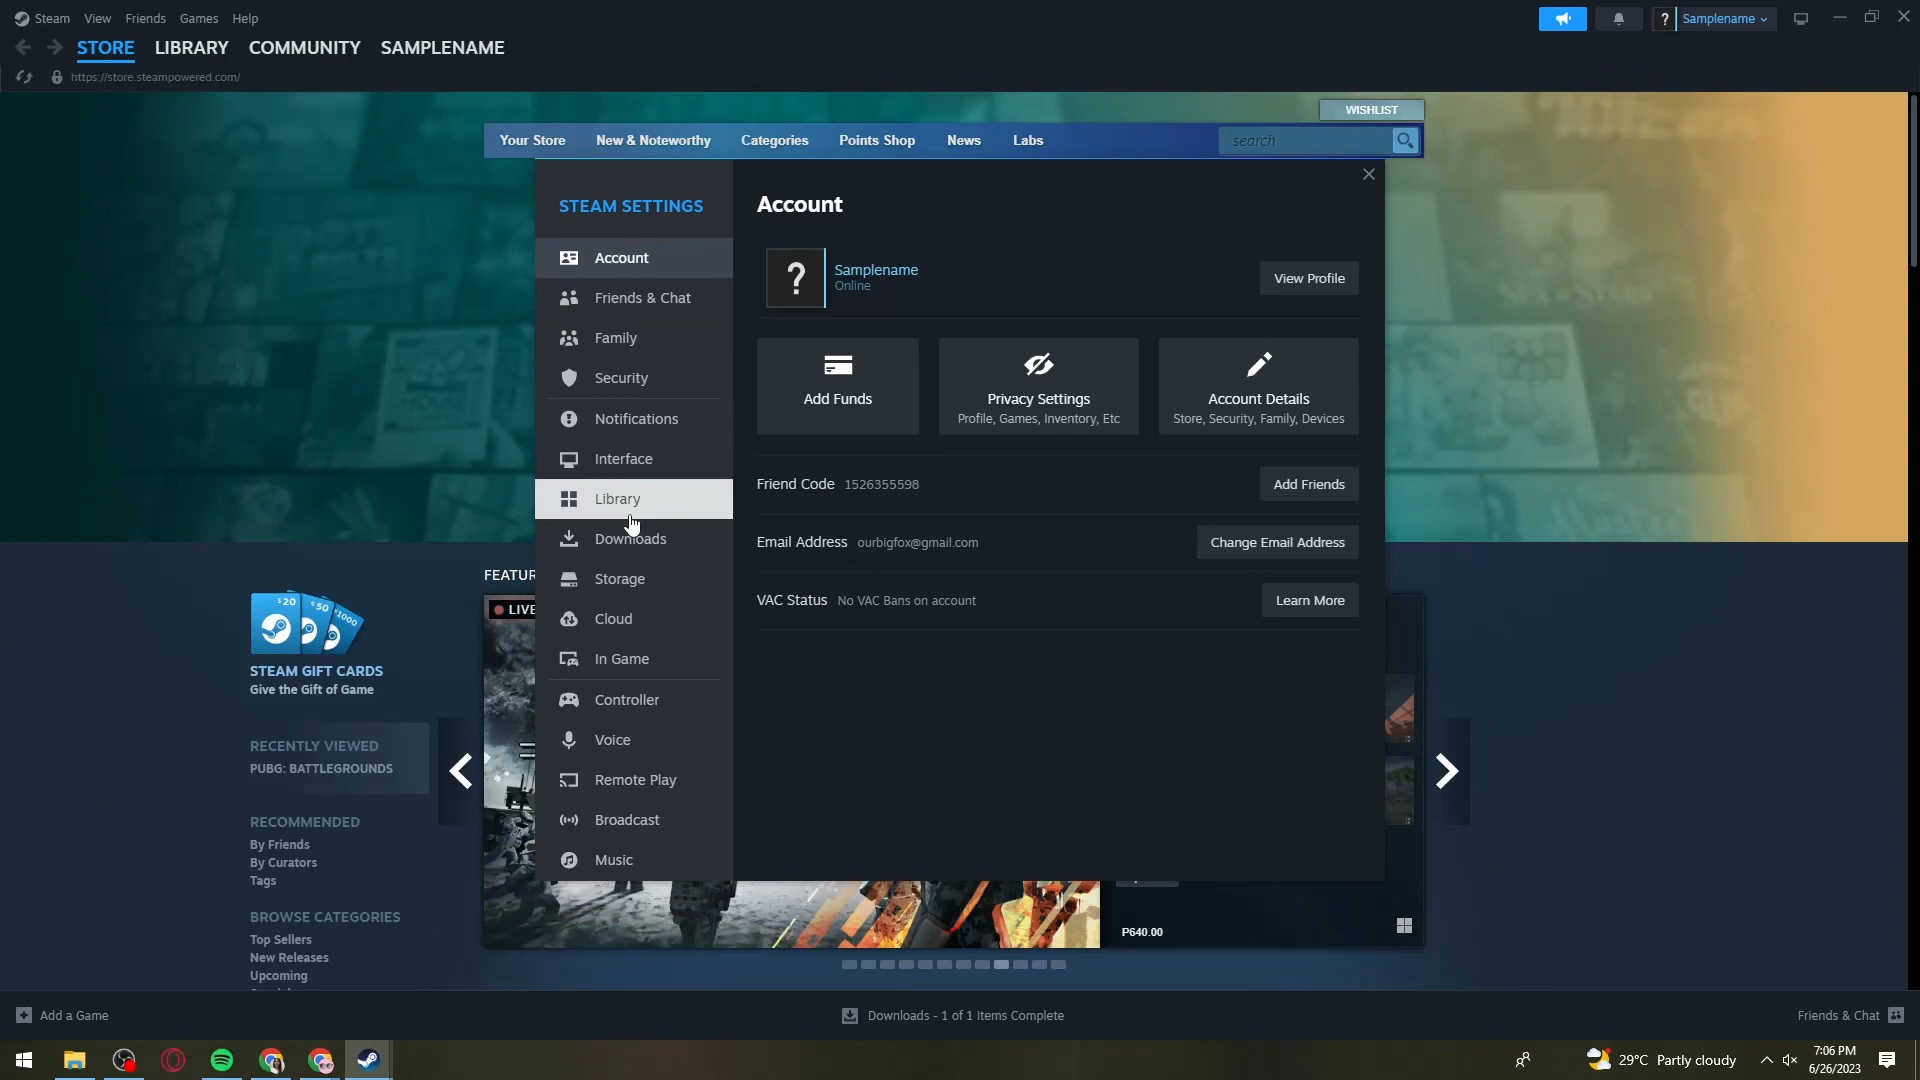 Steam View Friends Games Help
Samplename
STORE LIBRARY COMMUNITY SAMPLENAME
https://store.steampowered.com/
WISHLIST
Your Store New & Noteworthy Categories Points Shop News Labs
search
STEAM SETTINGS
Account
Friends & Chat
Family
Security
Notifications
Interface
Library
Downloads
Storage
Cloud
In Game
Controller
Voice
Remote Play
Broadcast
Music
Account
?
Samplename
Online
View Profile
Add Funds
Privacy Settings
Profile, Games, Inventory, Etc
Account Details
Store, Security, Family, Devices
Friend Code 1526355598
Add Friends
Email Address ourbigfox@gmail.com
Change Email Address
VAC Status No VAC Bans on account
Learn More
SEA OF STARS
FEATUR
LIVE
$20 €50 ¥1000
STEAM GIFT CARDS
Give the Gift of Game
RECENTLY VIEWED
PUBG: BATTLEGROUNDS
RECOMMENDED
By Friends
By Curators
Tags
BROWSE CATEGORIES
Top Sellers
New Releases
Upcoming
P640.00
Add a Game
Downloads - 1 of 1 Items Complete
Friends & Chat
29°C Partly cloudy
7:06 PM
6/26/2023